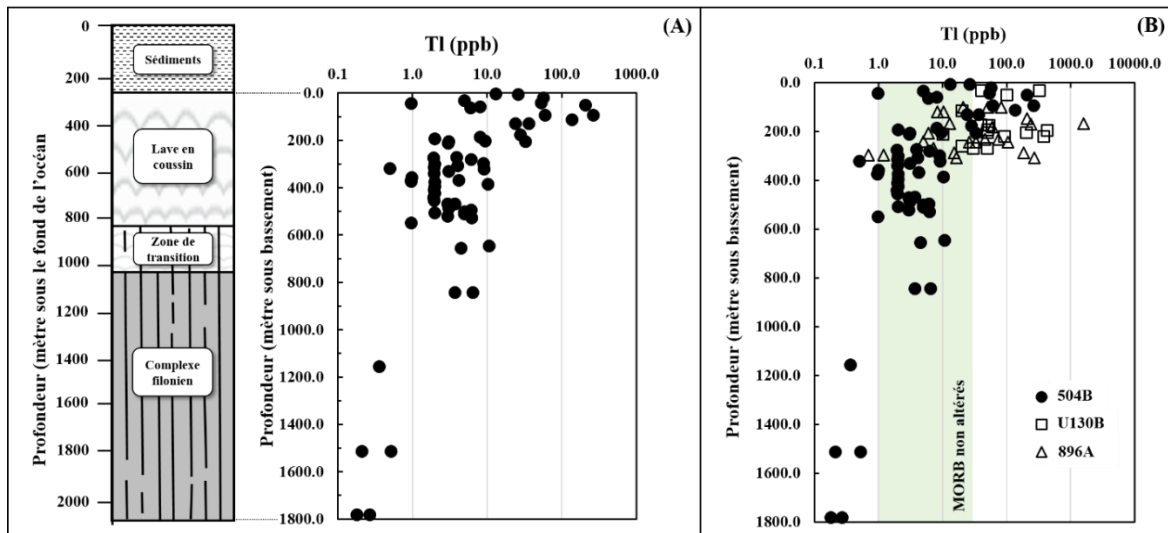 Profondeur (mètre sous le fond de l'océan)
0
200
400
600
800
1000
1200
1400
1600
1800
2000
Sédiments
Lave en
coussin
Zone de
transition
Complexe
filonien
(A)
Tl (ppb)
0.1 1.0 10.0 100.0 1000.0
Profondeur (mètre sous bassement)
0.0
200.0
400.0
600.0
800.0
1000.0
1200.0
1400.0
1600.0
1800.0
(B)
Tl (ppb)
0.1 1.0 10.0 100.0 1000.0 10000.0
Profondeur (mètre sous bassement)
0.0
200.0
400.0
600.0
800.0
1000.0
1200.0
1400.0
1600.0
1800.0
MORB non altérés
504B
U130B
896A